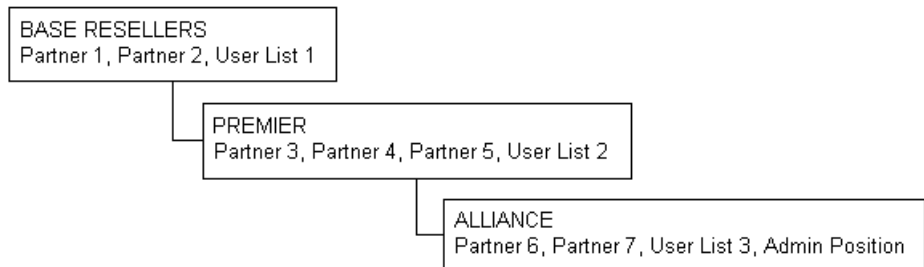 BASE RESELLERS
Partner 1, Partner 2, User List 1
PREMIER
Partner 3, Partner 4, Partner 5, User List 2
ALLIANCE
Partner 6, Partner 7, User List 3, Admin Position